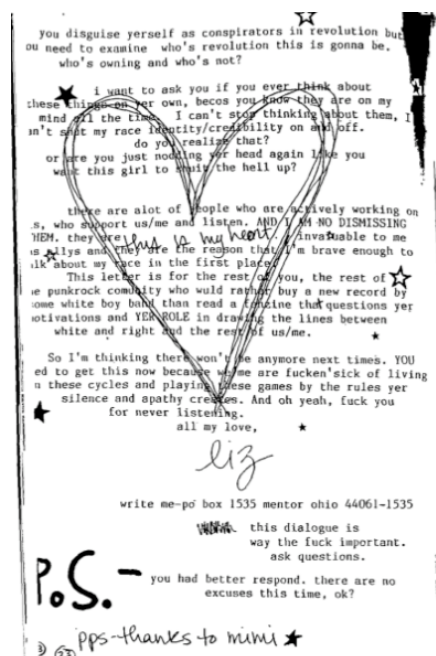 you disguise yerself as conspirators in revolution but
ou need to examine who's revolution this is gonna be.
who's owning and who's not?
i want to ask you if you ever think about
these things on yer own, becos you know they are on my
mind all the time. I can't stop thinking about them, I
an't shut my race identity/credibility on and off.
do you realize that?
or are you just nodding yer head again like you
want this girl to shut the hell up?
there are alot of people who are actively working on
s, who support us/me and listen. AND I AM NO DISMISSING
HEM. they are invaluable to me
this is my heart.
s allys and they are the reason that I'm brave enough to
lk about my race in the first place.
This letter is for the rest of you, the rest of
e punkrock comunity who wuld rather buy a new record by
ome white boy band than read a fanzine that questions yer
otivations and YER ROLE in drawing the lines between
white and right and the rest of us/me.
So I'm thinking there won't be anymore next times. YOU
ed to get this now because we/me are fucken'sick of living
n these cycles and playing these games by the rules yer
silence and apathy creates. And oh yeah, fuck you
for never listening.
all my love,
liz
write me-po box 1535 mentor ohio 44061-1535
this dialogue is
way the fuck important.
ask questions.
P.S.-
you had better respond. there are no
excuses this time, ok?
pps-thanks to mimi